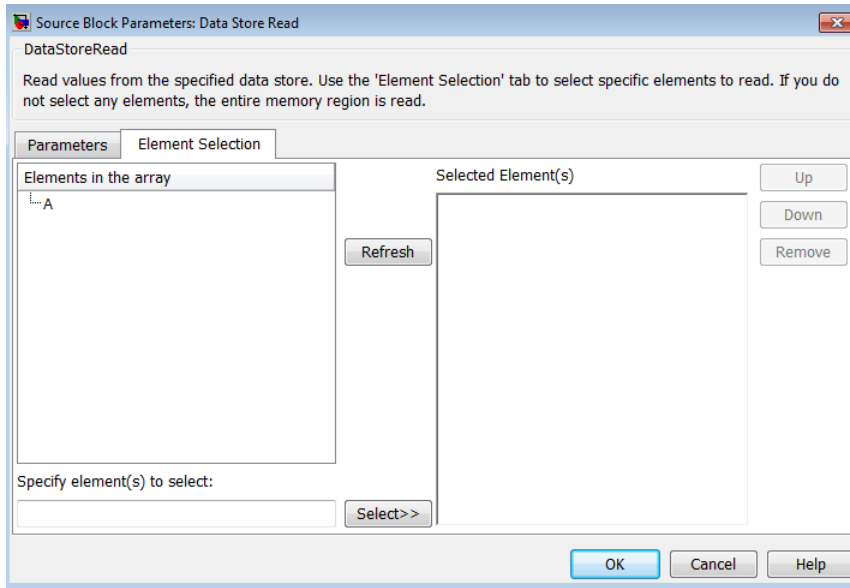 Source Block Parameters: Data Store Read
DataStoreRead
Read values from the specified data store. Use the 'Element Selection' tab to select specific elements to read. If you do
not select any elements, the entire memory region is read.
Parameters
Element Selection
Elements in the array
A
Refresh
Selected Element(s)
Up
Down
Remove
Specify element(s) to select:
Select>>
OK
Cancel
Help